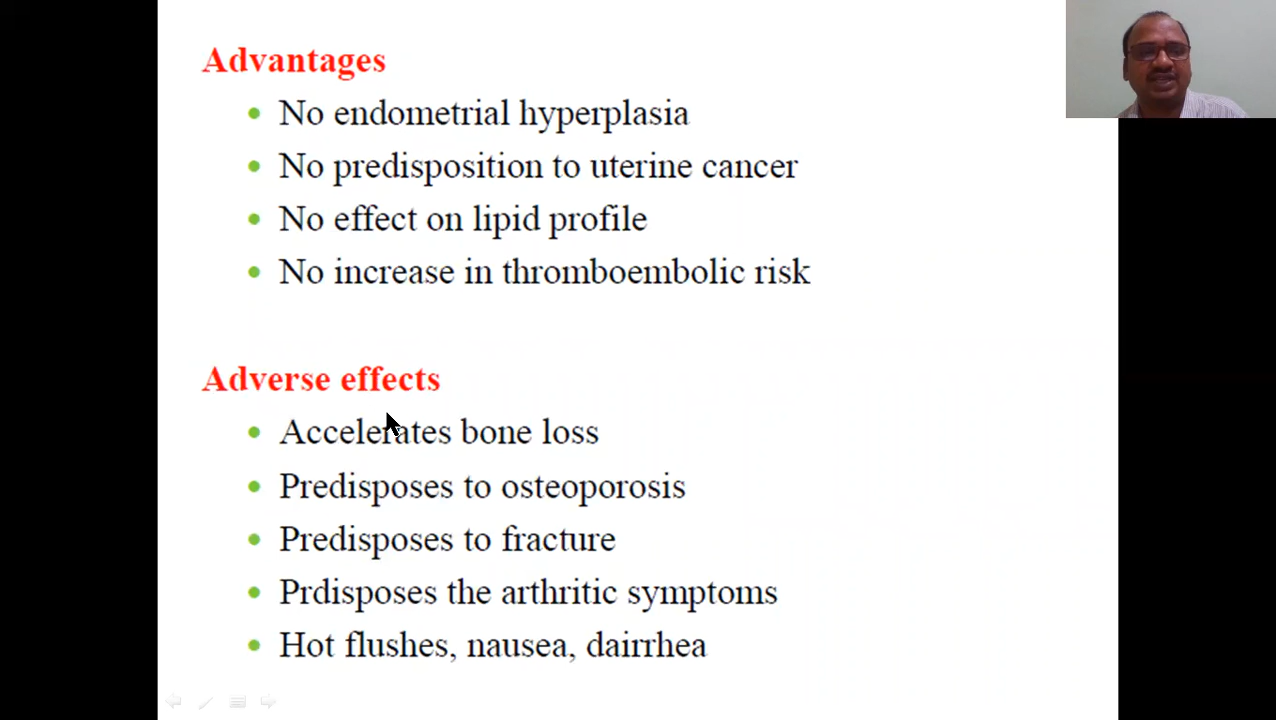 Advantages
No endometrial hyperplasia
No predisposition to uterine cancer
No effect on lipid profile
No increase in thromboembolic risk
Adverse effects
Accelerates bone loss
Predisposes to osteoporosis
Predisposes to fracture
Prdisposes the arthritic symptoms
Hot flushes, nausea, dairrhea